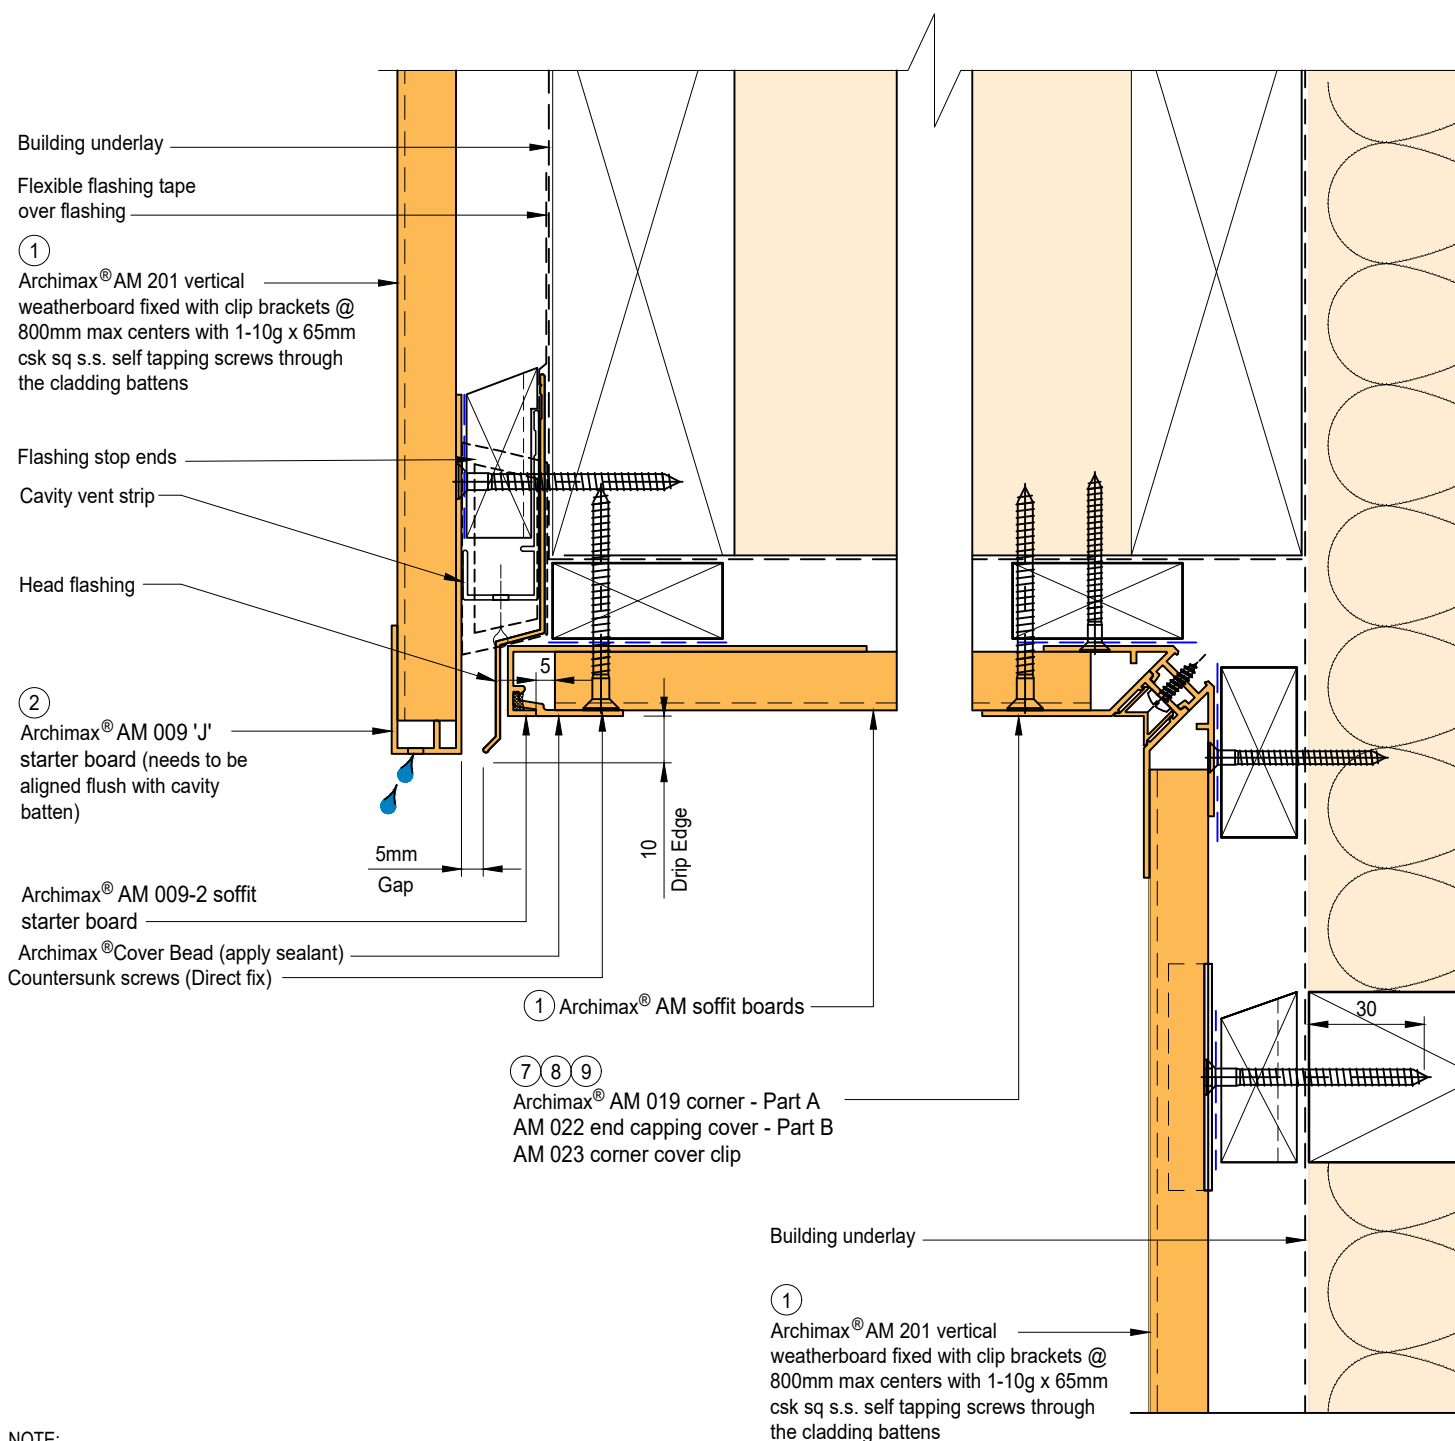 Building underlay
Flexible flashing tape
over flashing
1
Archimax® AM 201 vertical
weatherboard fixed with clip brackets @
800mm max centers with 1-10g x 65mm
csk sq s.s. self tapping screws through
the cladding battens
Flashing stop ends
Cavity vent strip
Head flashing
2
Archimax® AM 009 'J'
starter board (needs to be
aligned flush with cavity
batten)
5
5mm
Gap
10
Drip Edge
Archimax® AM 009-2 soffit
starter board
Archimax® Cover Bead (apply sealant)
Countersunk screws (Direct fix)
1 Archimax® AM soffit boards
30
7 8 9
Archimax® AM 019 corner - Part A
AM 022 end capping cover - Part B
AM 023 corner cover clip
Building underlay
1
Archimax® AM 201 vertical
weatherboard fixed with clip brackets @
800mm max centers with 1-10g x 65mm
csk sq s.s. self tapping screws through
the cladding battens
NOTE: